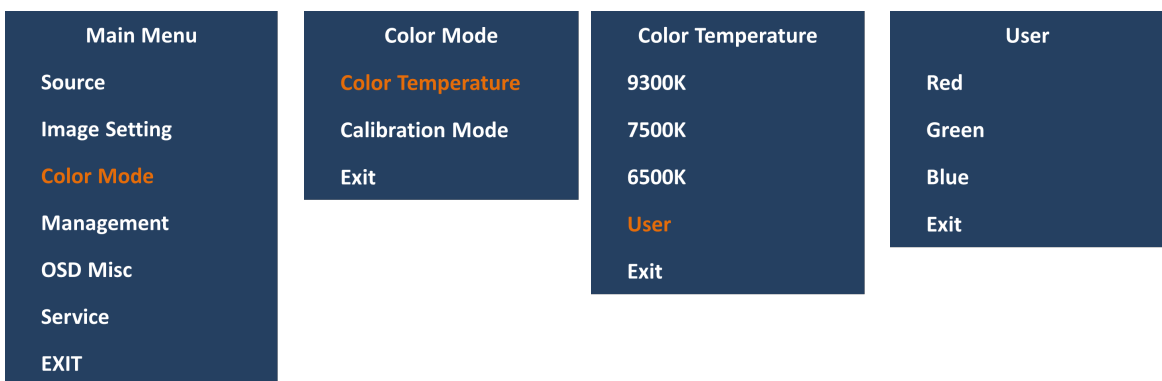 Main Menu
Source
Image Setting
Color Mode
Management
OSD Misc
Service
EXIT
Color Mode
Color Temperature
Calibration Mode
Exit
Color Temperature
9300K
7500K
6500K
User
Exit
User
Red
Green
Blue
Exit